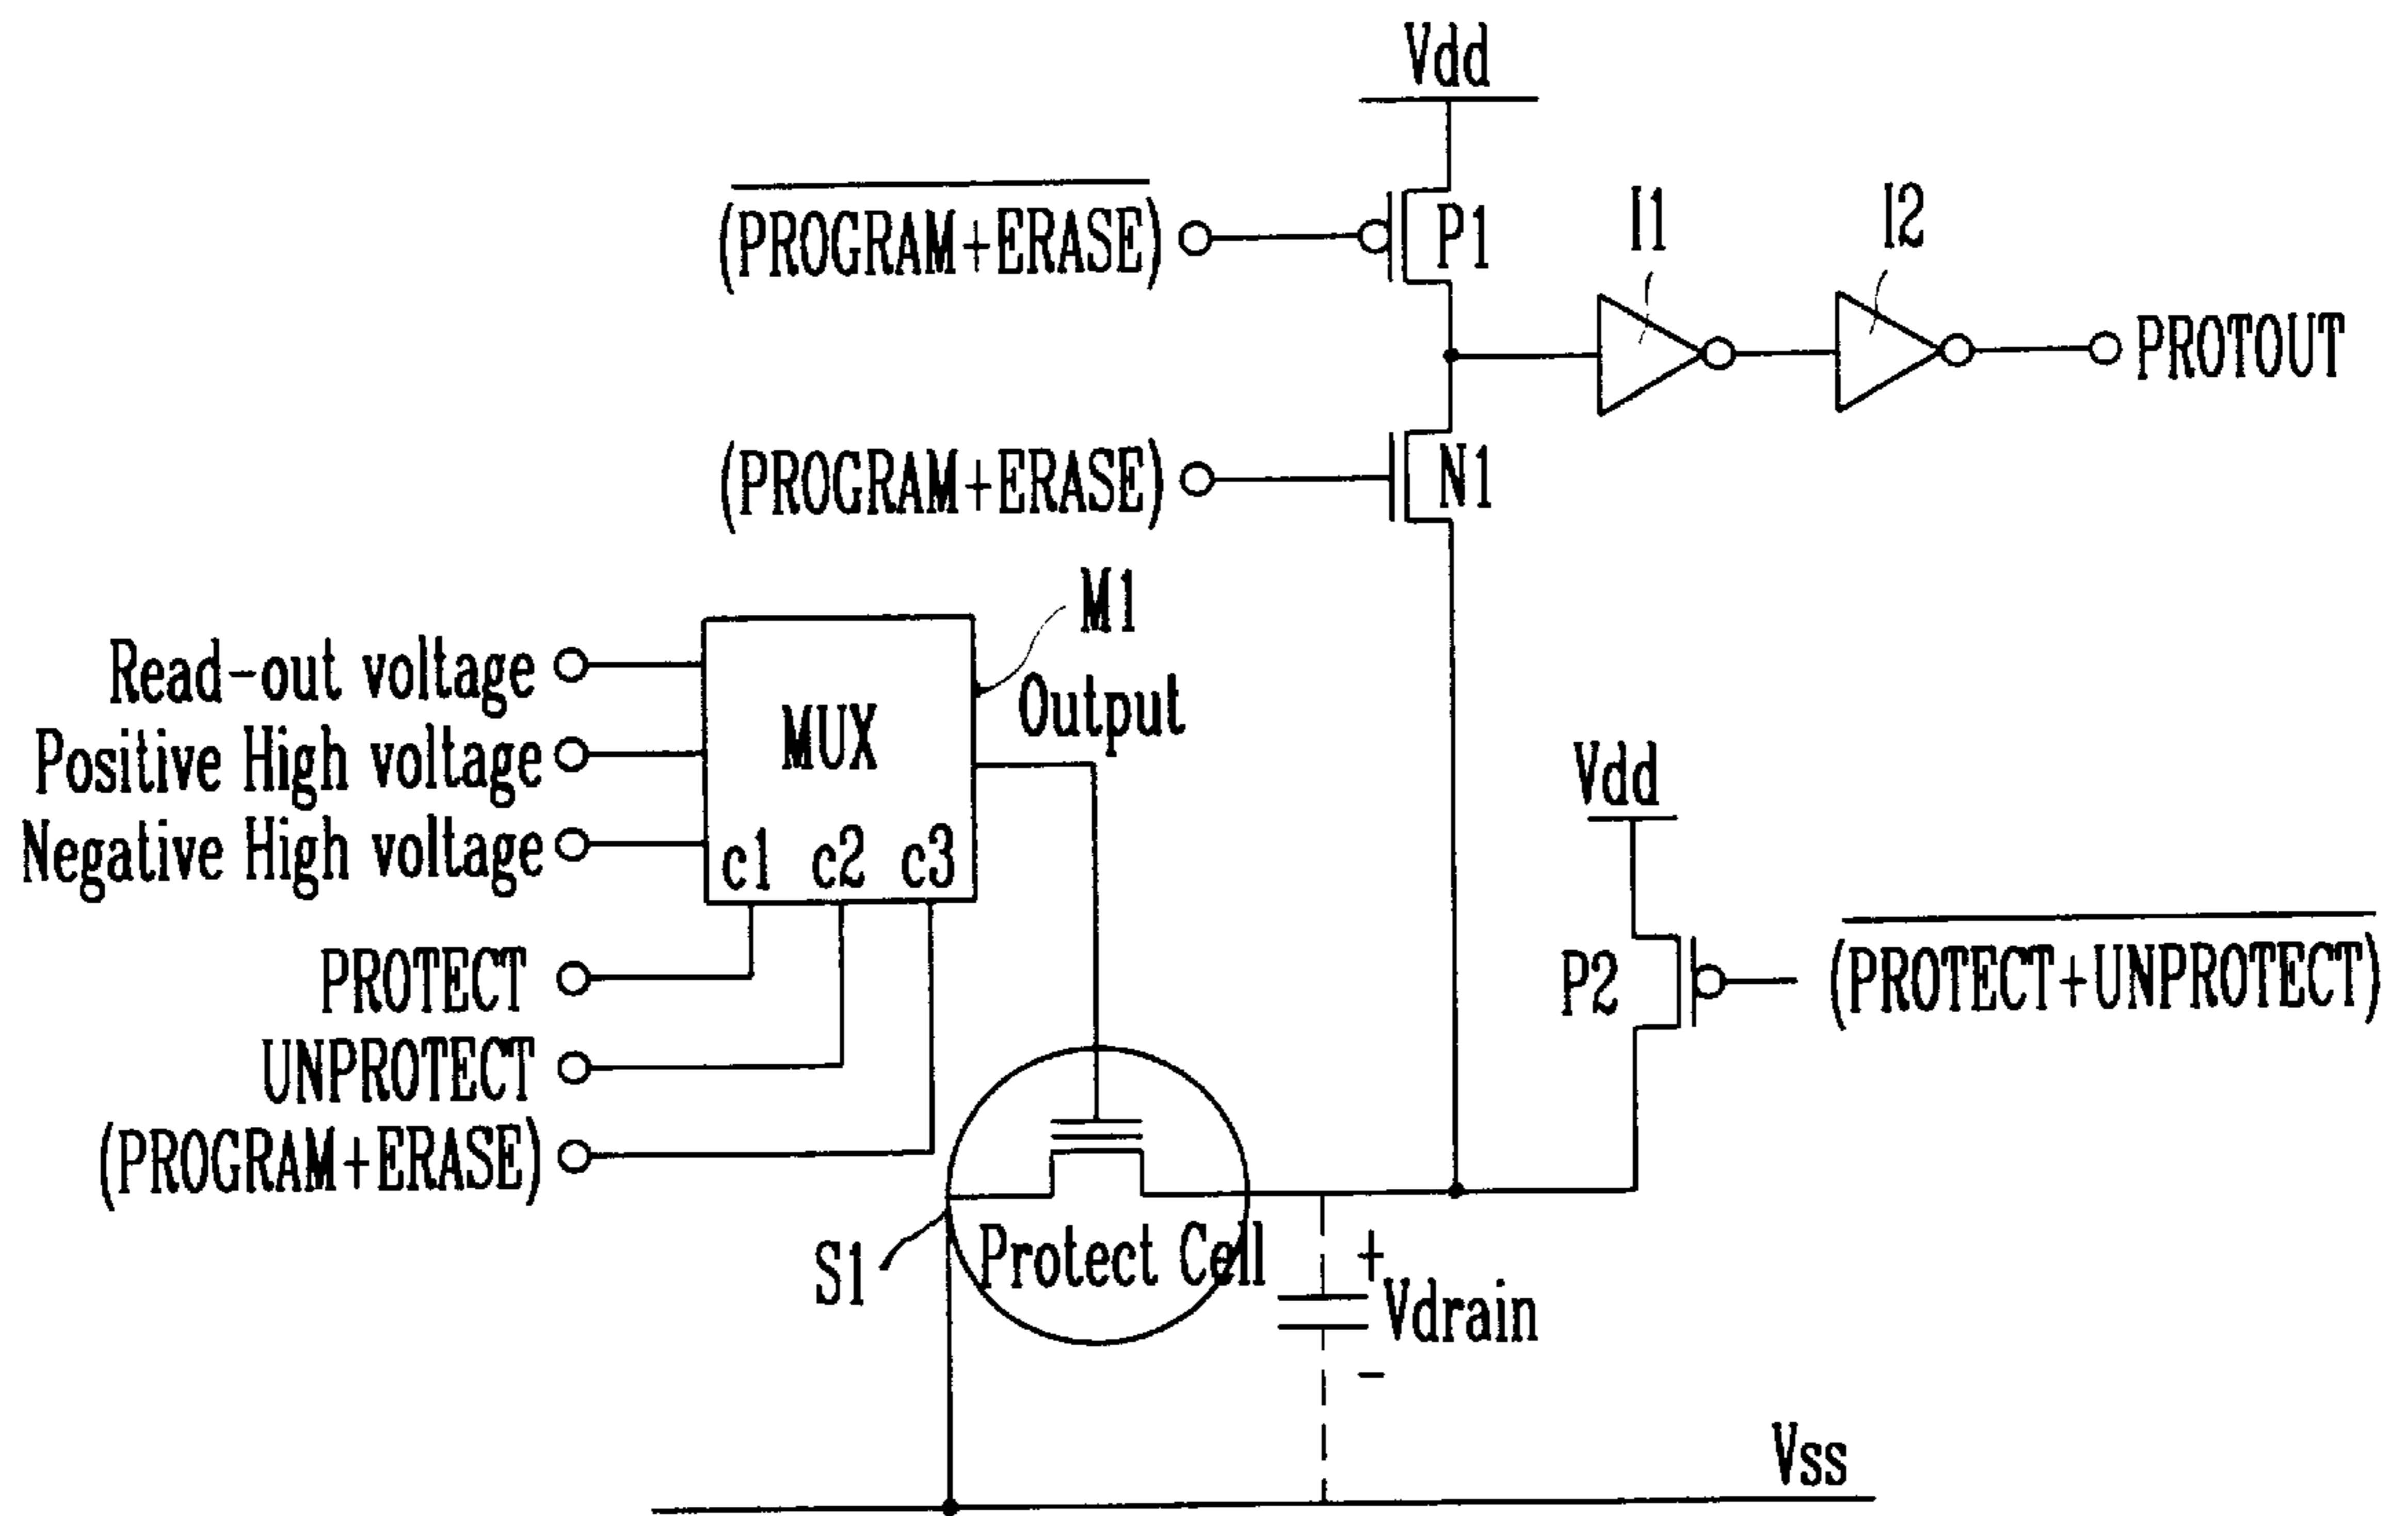 Vdd
(PROGRAM+ERASE)
P1
I1
I2
PROTOUT
(PROGRAM+ERASE)
N1
M1
Read-out voltage
Output
Positive High voltage
MUX
Vdd
Negative High voltage
c1 c2 c3
PROTECT
P2
(PROTECT+UNPROTECT)
UNPROTECT
(PROGRAM+ERASE)
S1
Protect Cell
+
Vdrain
-
Vss